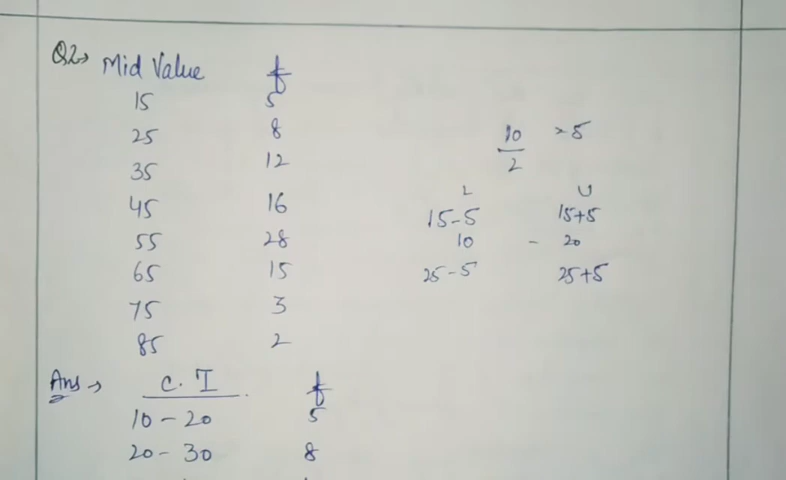 Q2→ Mid Value f
15 5
25 8
35 12
45 16
55 28
65 15
75 3
85 2
10/2 = 5
L U
15-5 15+5
10 - 20
25-5 25+5
Ans → C.I f
10 - 20 5
20 - 30 8